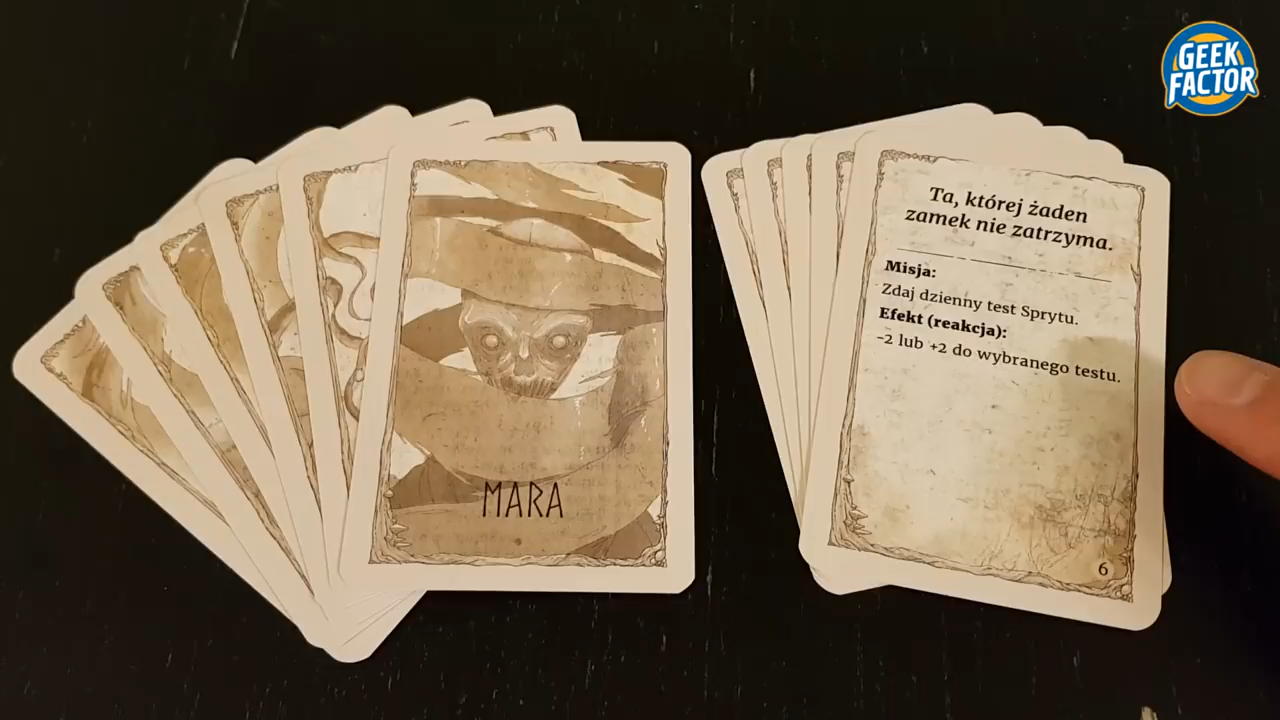 GEEK
FACTOR
MARA
Ta, której żaden
zamek nie zatrzyma.
Misja:
Zdaj dzienny test Sprytu.
Efekt (reakcja):
-2 lub +2 do wybranego testu.
6